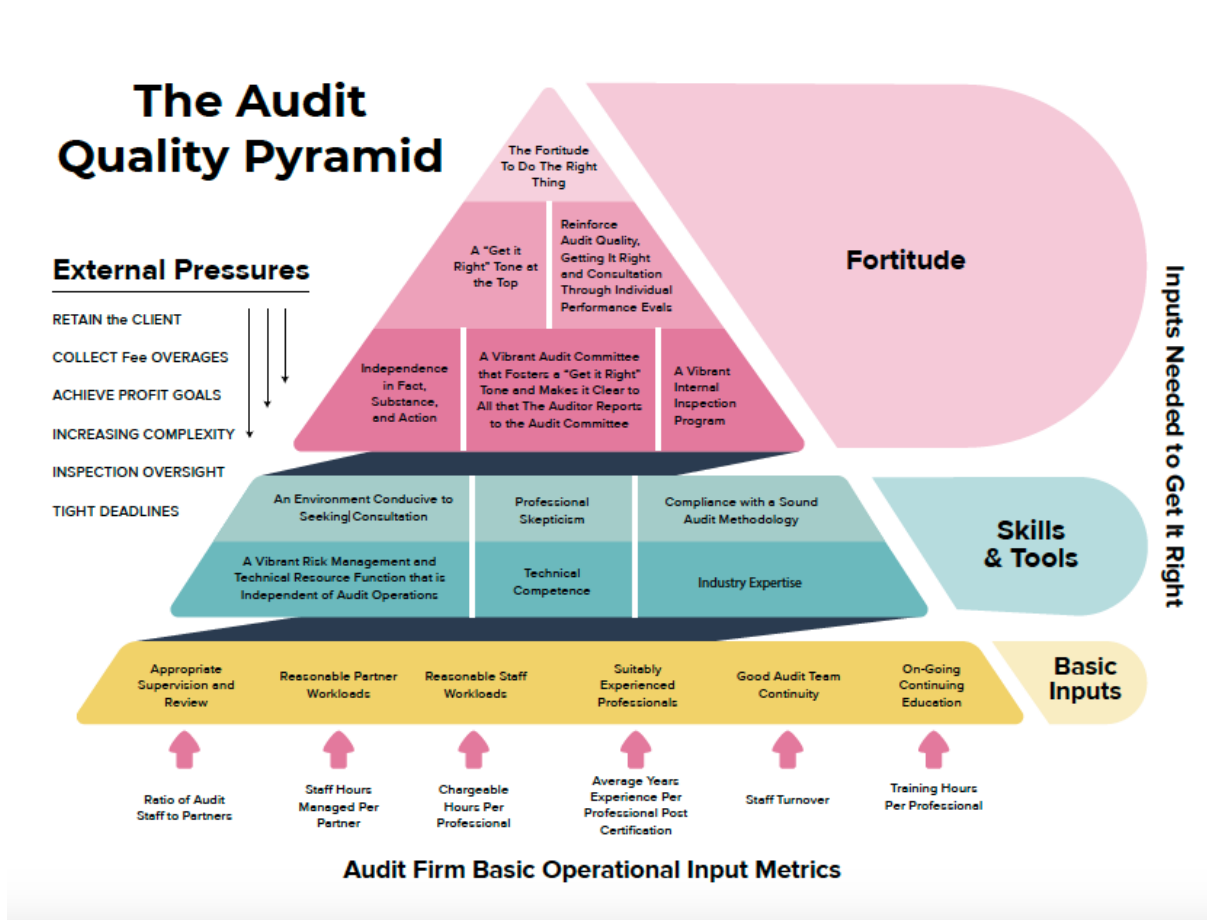 The Audit
Quality Pyramid
External Pressures
RETAIN the CLIENT
COLLECT Fee OVERAGES
ACHIEVE PROFIT GOALS
INCREASING COMPLEXITY
INSPECTION OVERSIGHT
TIGHT DEADLINES
The Fortitude
To Do The Right
Thing
A “Get it
Right” Tone at
the Top
Reinforce
Audit Quality,
Getting It Right
and Consultation
Through Individual
Performance Evals
Independence
in Fact,
Substance,
and Action
A Vibrant Audit Committee
that Fosters a “Get it Right”
Tone and Makes it Clear to
All that The Auditor Reports
to the Audit Committee
A Vibrant
Internal
Inspection
Program
Fortitude
An Environment Conducive to
Seeking Consultation
Professional
Skepticism
Compliance with a Sound
Audit Methodology
A Vibrant Risk Management and
Technical Resource Function that is
Independent of Audit Operations
Technical
Competence
Industry Expertise
Skills
& Tools
Appropriate
Supervision and
Review
Reasonable Partner
Workloads
Reasonable Staff
Workloads
Suitably
Experienced
Professionals
Good Audit Team
Continuity
On-Going
Continuing
Education
Basic
Inputs
Inputs Needed to Get It Right
Ratio of Audit
Staff to Partners
Staff Hours
Managed Per
Partner
Chargeable
Hours Per
Professional
Average Years
Experience Per
Professional Post
Certification
Staff Turnover
Training Hours
Per Professional
Audit Firm Basic Operational Input Metrics